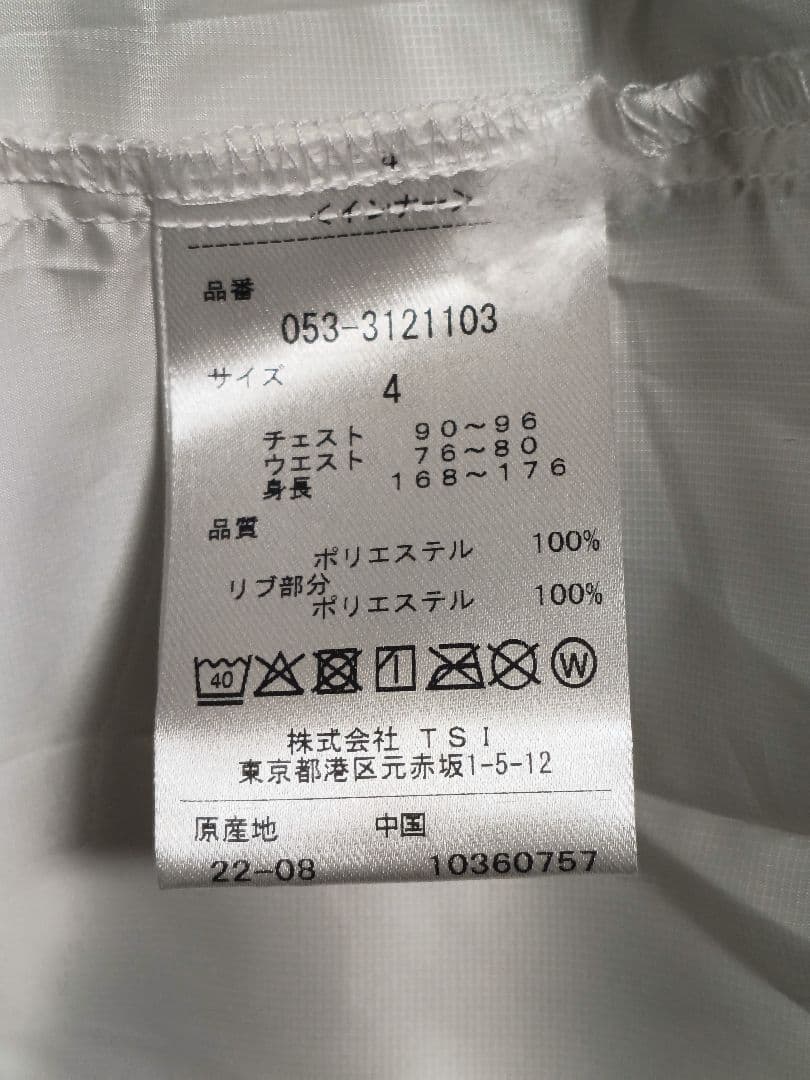 4
<インナー>
品番
053-3121103
サイズ
4
チェスト 90~96
ウエスト 76~80
身長 168~176
品質
ポリエステル 100%
リブ部分
ポリエステル 100%
40 W
株式会社 TSI
東京都港区元赤坂1-5-12
原産地 中国
22-08 10360757